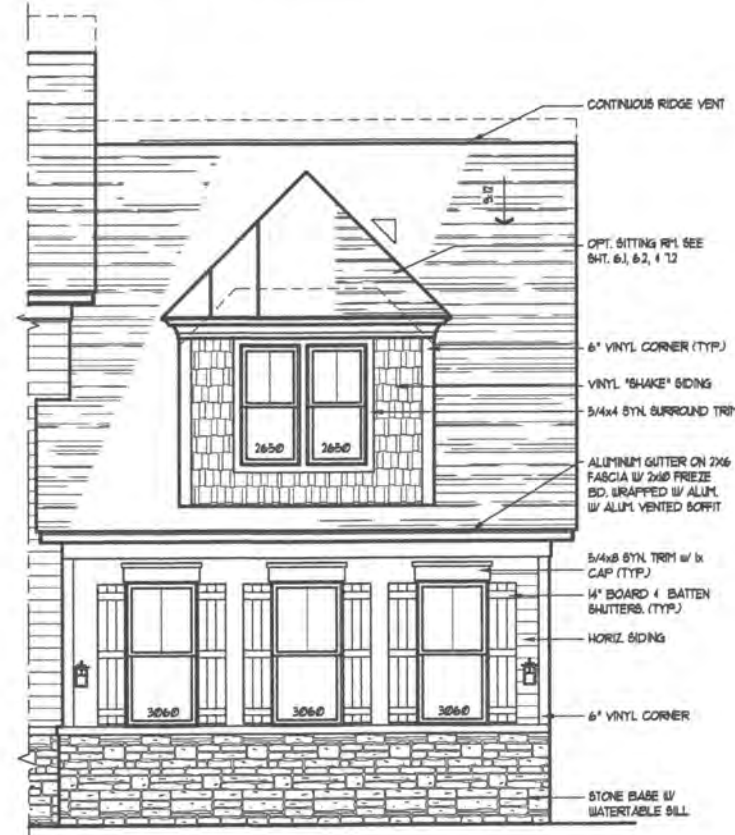 CONTINUOUS RIDGE VENT
9:12
OPT. SITTING RM. SEE
SHT. 6.1, 6.2, & 7.2
6" VINYL CORNER (TYP.)
VINYL "SHAKE" SIDING
5/4x4 SYN. SURROUND TRIM
2650 2650
ALUMINUM GUTTER ON 2X6
FASCIA W/ 2x10 FRIEZE
BD. WRAPPED W/ ALUM.
W/ ALUM. VENTED SOFFIT
5/4x8 SYN. TRIM w/ 1x
CAP (TYP.)
14" BOARD & BATTEN
SHUTTERS. (TYP.)
HORIZ. SIDING
3060 3060 3060
6" VINYL CORNER
STONE BASE W/
WATERTABLE SILL